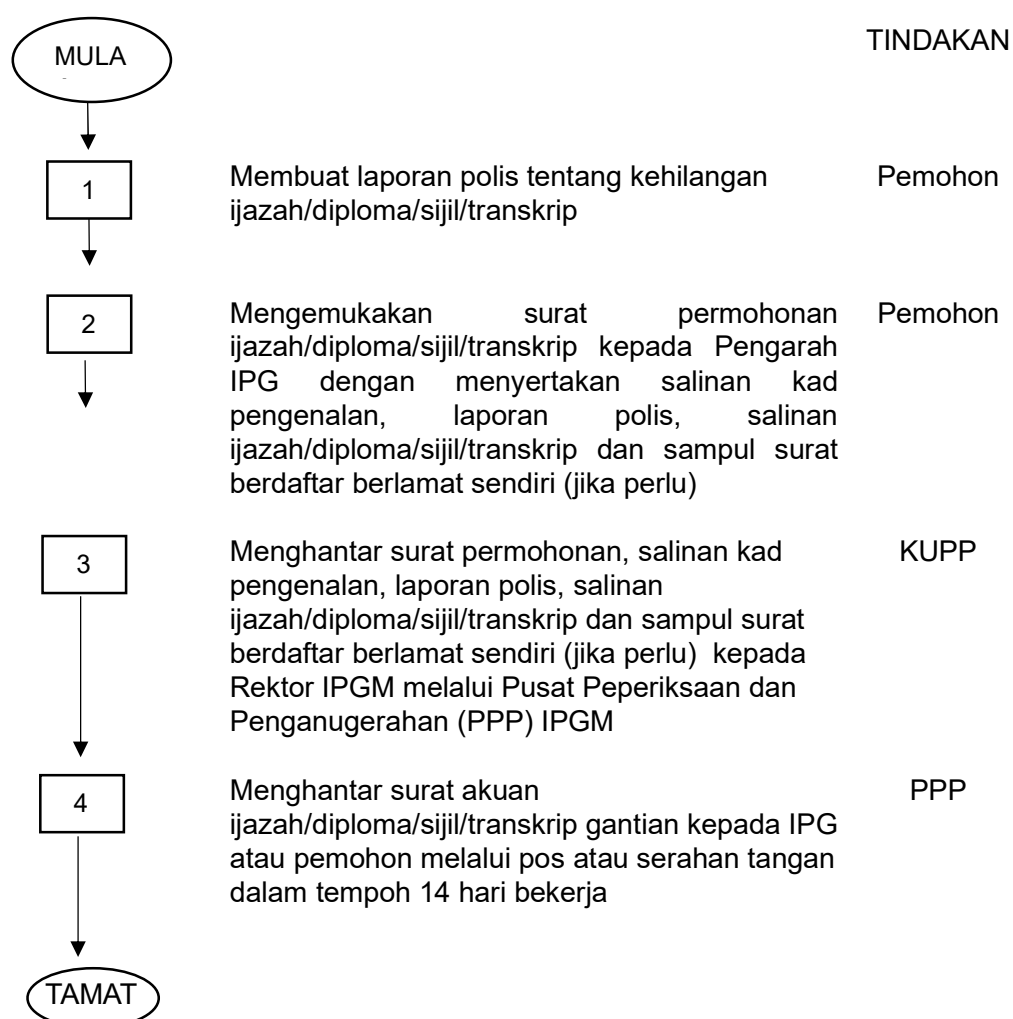 MULA
TINDAKAN
1
Membuat laporan polis tentang kehilangan
ijazah/diploma/sijil/transkrip
Pemohon
2
Mengemukakan surat permohonan
ijazah/diploma/sijil/transkrip kepada Pengarah
IPG dengan menyertakan salinan kad
pengenalan, laporan polis, salinan
ijazah/diploma/sijil/transkrip dan sampul surat
berdaftar berlamat sendiri (jika perlu)
Pemohon
3
Menghantar surat permohonan, salinan kad
pengenalan, laporan polis, salinan
ijazah/diploma/sijil/transkrip dan sampul surat
berdaftar berlamat sendiri (jika perlu) kepada
Rektor IPGM melalui Pusat Peperiksaan dan
Penganugerahan (PPP) IPGM
KUPP
4
Menghantar surat akuan
ijazah/diploma/sijil/transkrip gantian kepada IPG
atau pemohon melalui pos atau serahan tangan
dalam tempoh 14 hari bekerja
PPP
TAMAT